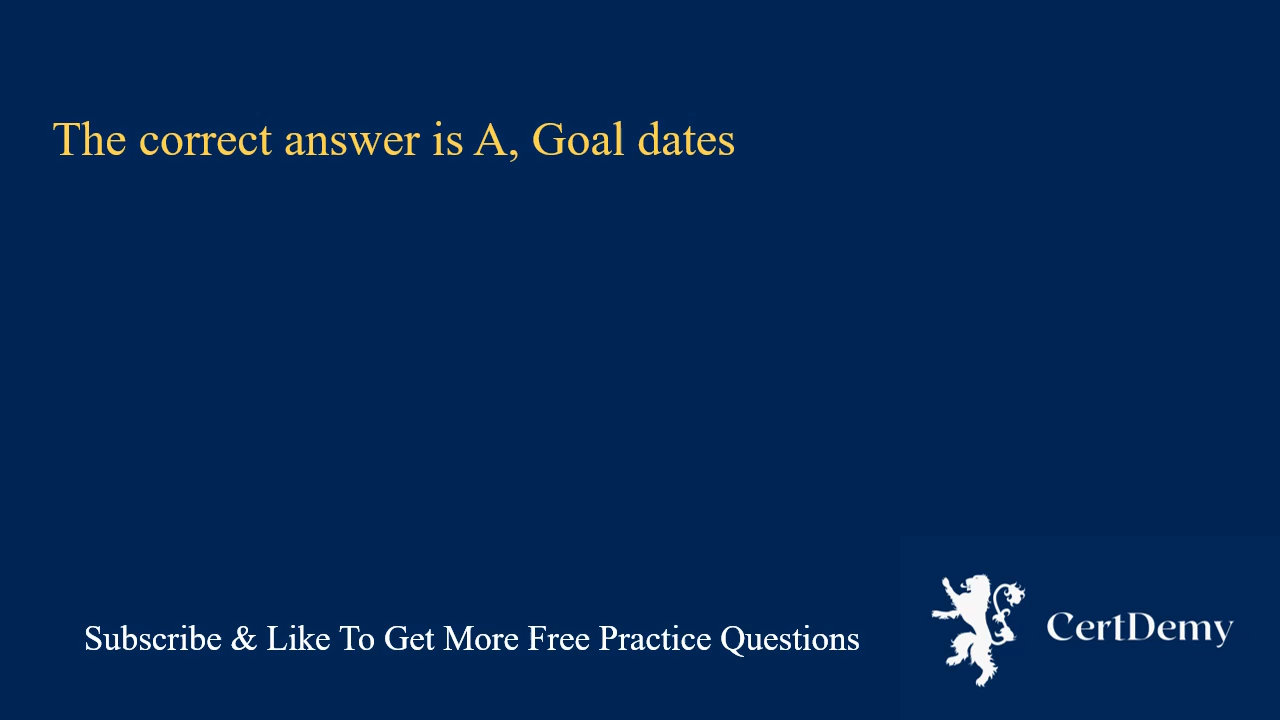 The correct answer is A, Goal dates
Subscribe & Like To Get More Free Practice Questions
CertDemy